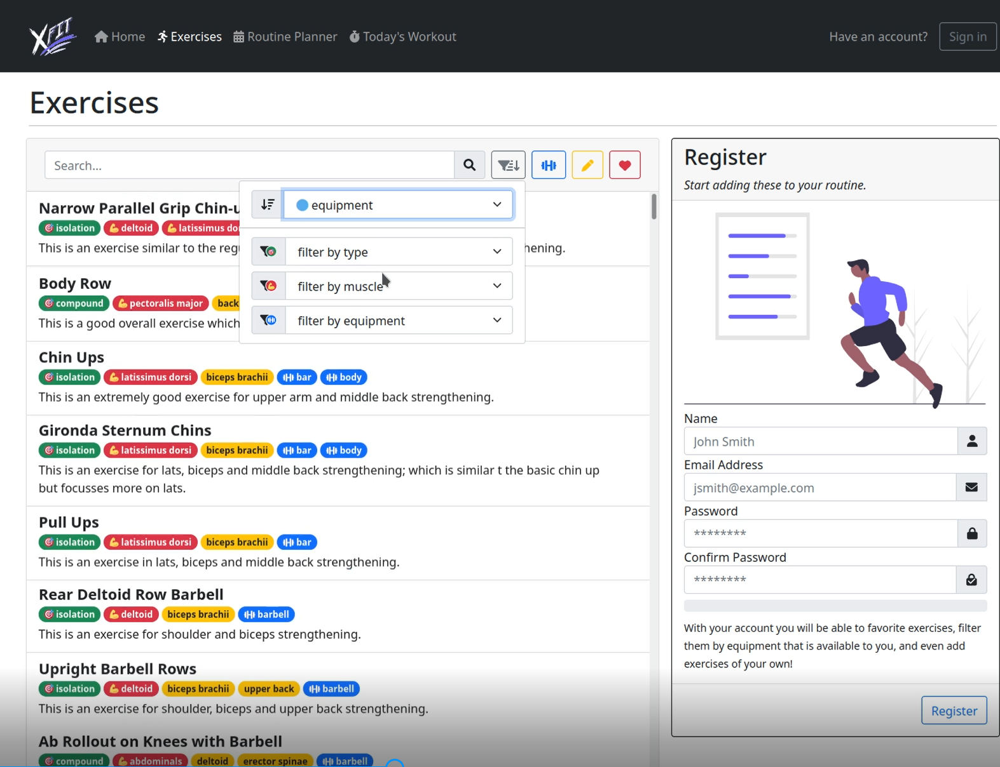 XFIT Home Exercises Routine Planner Today's Workout Have an account? Sign in
Exercises
Search...
equipment
filter by type
filter by muscle
filter by equipment
Narrow Parallel Grip Chin-
isolation deltoid latissimus
This is an exercise similar to the hening.
Body Row
compound pectoralis major back
This is a good overall exercise which
Chin Ups
isolation latissimus dorsi biceps brachii bar body
This is an extremely good exercise for upper arm and middle back strengthening.
Gironda Sternum Chins
isolation latissimus dorsi biceps brachii bar body
This is an exercise for lats, biceps and middle back strengthening; which is similar t the basic chin up
but focusses more on lats.
Pull Ups
isolation latissimus dorsi biceps brachii bar
This is an exercise in lats, biceps and middle back strengthening.
Rear Deltoid Row Barbell
isolation deltoid biceps brachii barbell
This is an exercise for shoulder and biceps strengthening.
Upright Barbell Rows
isolation deltoid biceps brachii upper back barbell
This is an exercise for shoulder, biceps and upper back strengthening.
Ab Rollout on Knees with Barbell
compound abdominals deltoid erector spinae barbell
Register
Start adding these to your routine.
Name
John Smith
Email Address
jsmith@example.com
Password
********
Confirm Password
********
With your account you will be able to favorite exercises, filter
them by equipment that is available to you, and even add
exercises of your own!
Register